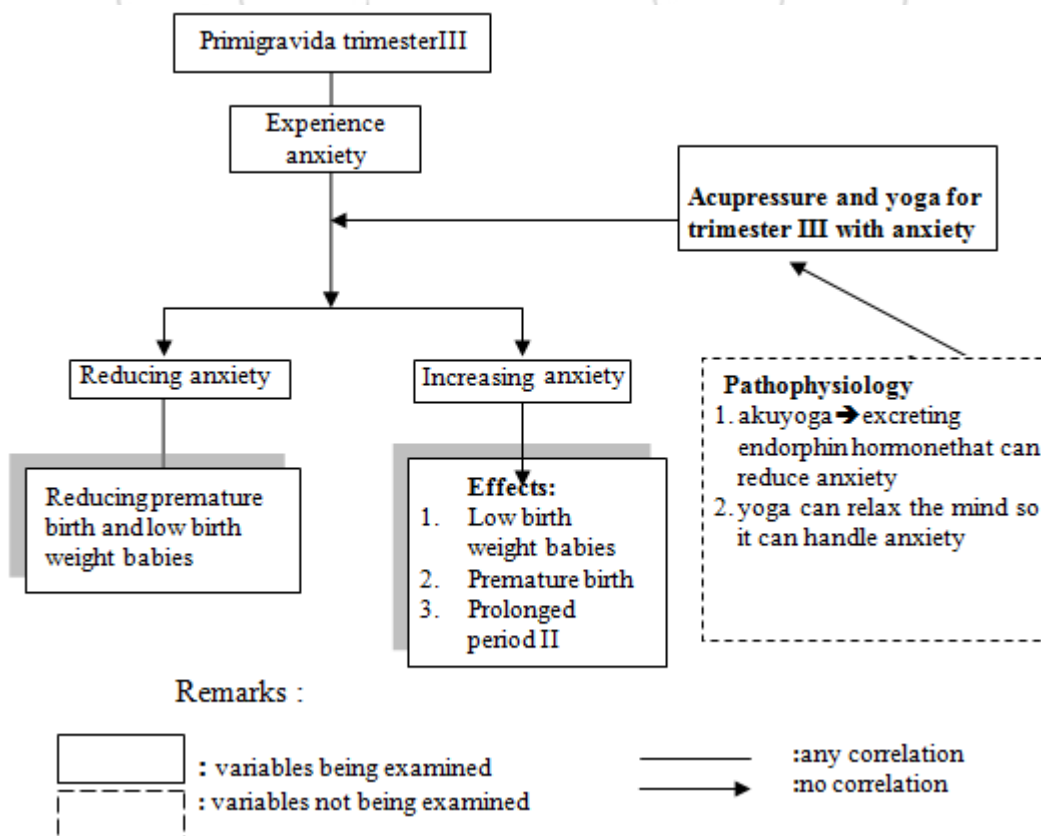 Primigravida trimesterIII
Experience
anxiety
Acupressure and yoga for
trimester III with anxiety
Reducing anxiety
Increasing anxiety
Pathophysiology
1. akuyoga➔excreting
endorphin hormonethat can
reduce anxiety
2. yoga can relax the mind so
it can handle anxiety
Reducing premature
birth and low birth
weight babies
Effects:
1. Low birth
weight babies
2. Premature birth
3. Prolonged
period II
Remarks :
: variables being examined
: variables not being examined
:any correlation
:no correlation